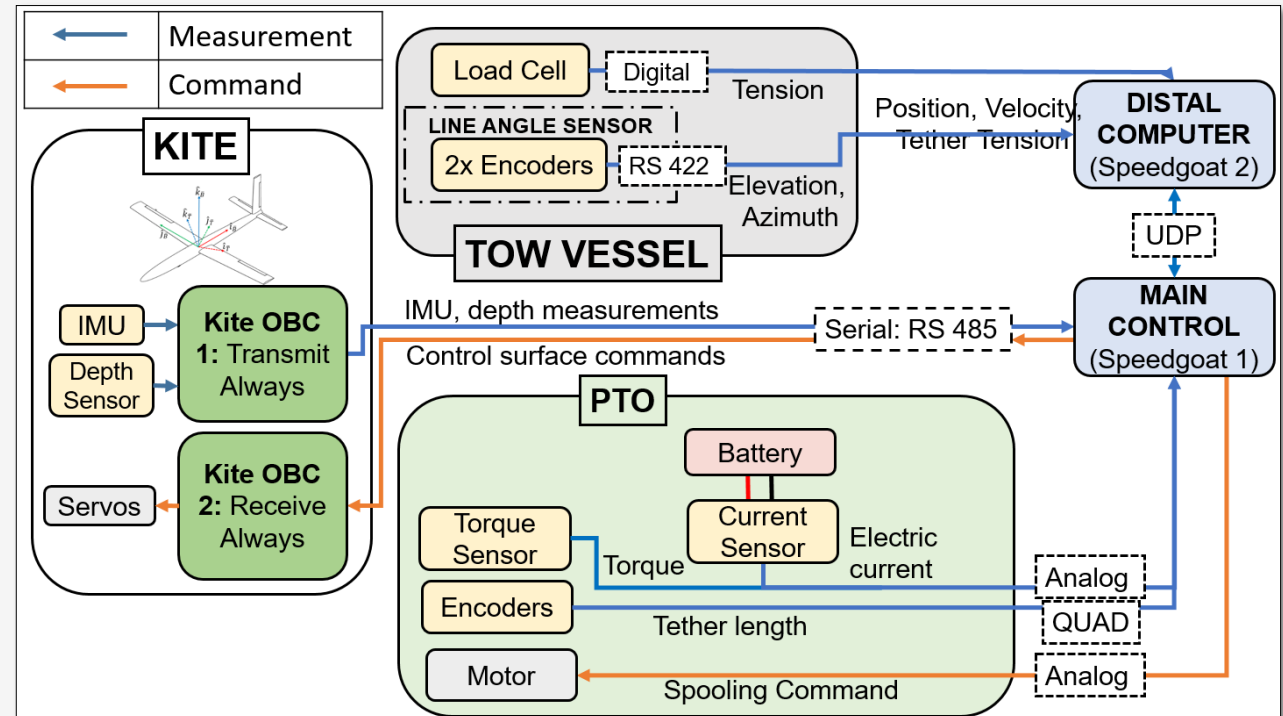 Measurement
Command
KITE
IMU
Depth
Sensor
Kite OBC
1: Transmit
Always
Kite OBC
2: Receive
Always
Servos
Load Cell
Digital
Tension
LINE ANGLE SENSOR
2x Encoders
RS 422
Elevation,
Azimuth
TOW VESSEL
Position, Velocity,
Tether Tension
DISTAL
COMPUTER
(Speedgoat 2)
UDP
MAIN
CONTROL
(Speedgoat 1)
IMU, depth measurements
Serial: RS 485
Control surface commands
PTO
Battery
Current
Sensor
Electric
current
Torque
Sensor
Torque
Analog
Encoders
Tether length
QUAD
Motor
Spooling Command
Analog